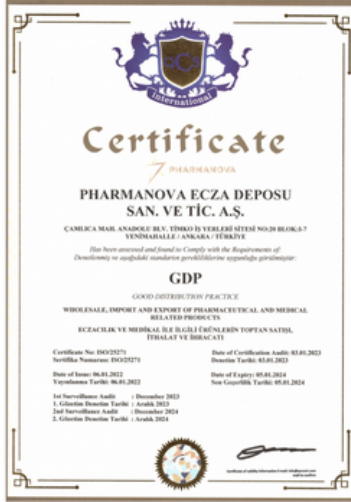 SCS
international
Certificate
PHARMANOVA
PHARMANOVA ECZA DEPOSU
SAN. VE TİC. A.Ş.
ÇAMLICA MAH. ANADOLU BLV. TİMKO İŞ YERLERİ SİTESİ NO:20 BLOK:I-7
YENİMAHALLE / ANKARA / TÜRKİYE
Has been assessed and found to Comply with the Requirements of:
Denetlenmiş ve aşağıdaki standartın gerekliliklerine uygunluğu görülmüştür:
GDP
GOOD DISTRIBUTION PRACTICE
WHOLESALE, IMPORT AND EXPORT OF PHARMACEUTICAL AND MEDICAL
RELATED PRODUCTS
ECZACILIK VE MEDİKAL İLE İLGİLİ ÜRÜNLERİN TOPTAN SATIŞI,
İTHALAT VE İHRACATI
Certificate No: ISO/25271
Sertifika Numarası: ISO/25271
Date of Certification Audit: 03.01.2023
Denetim Tarihi: 03.01.2023
Date of Issue: 06.01.2022
Yayınlanma Tarihi: 06.01.2022
Date of Expiry: 05.01.2024
Son Geçerlilik Tarihi: 05.01.2024
1st Surveillance Audit : December 2023
1. Gözetim Denetim Tarihi : Aralık 2023
2nd Surveillance Audit : December 2024
2. Gözetim Denetim Tarihi : Aralık 2024